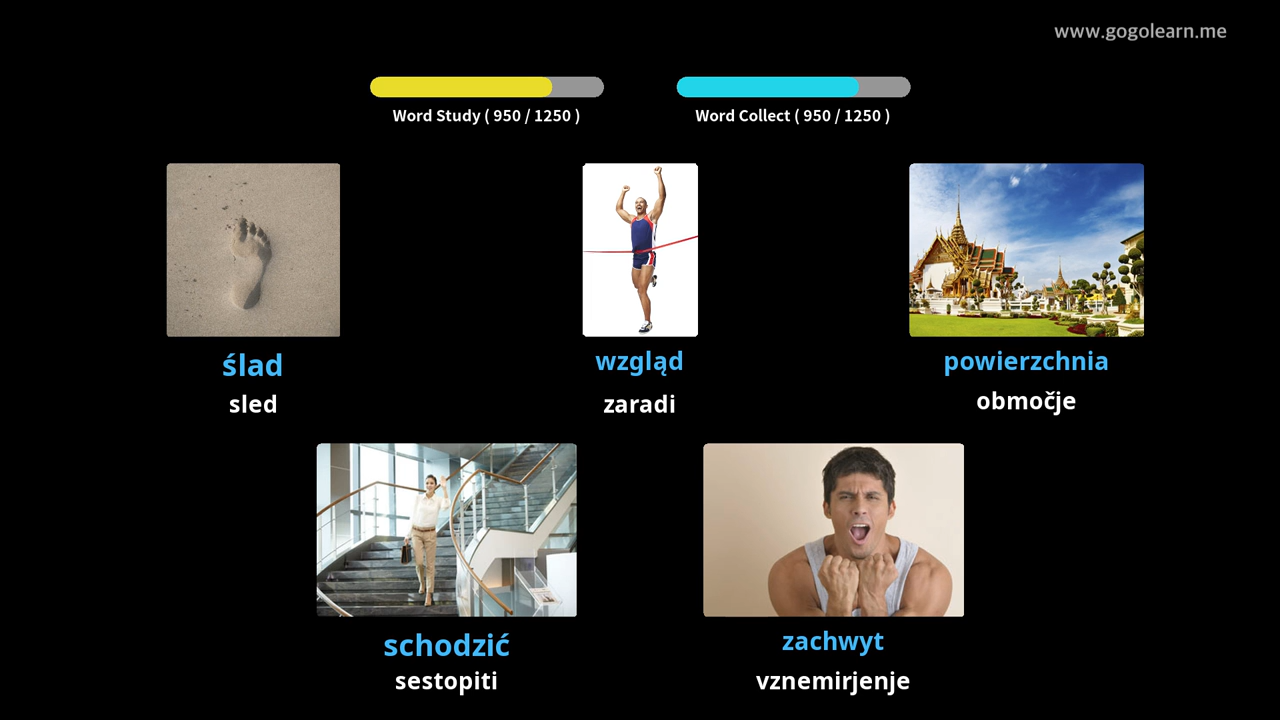 www.gogolearn.me
Word Study ( 950 / 1250 )
Word Collect ( 950 / 1250 )
ślad
wzgląd
powierzchnia
sled
zaradi
območje
schodzić
zachwyt
sestopiti
vznemirjenje